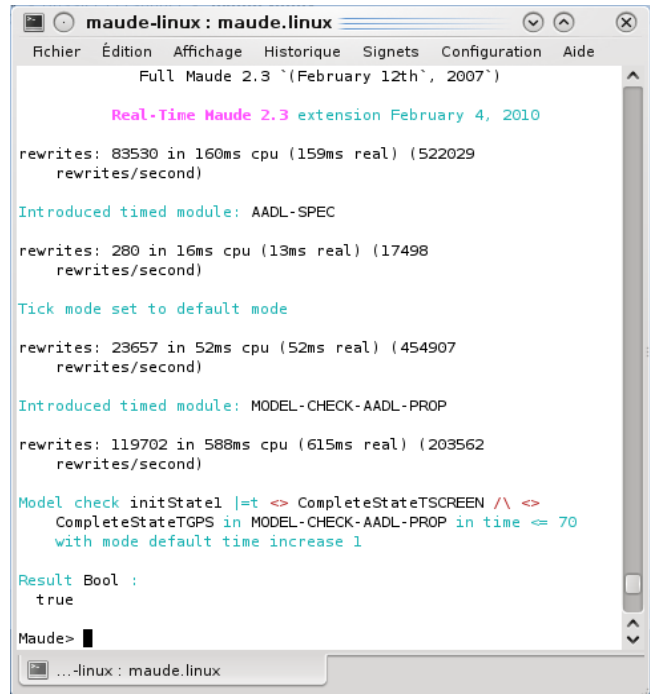 maude-linux : maude.linux
Fichier Édition Affichage Historique Signets Configuration Aide
Full Maude 2.3 `(February 12th`, 2007`)
Real-Time Maude 2.3 extension February 4, 2010
rewrites: 83530 in 160ms cpu (159ms real) (522029
rewrites/second)
Introduced timed module: AADL-SPEC
rewrites: 280 in 16ms cpu (13ms real) (17498
rewrites/second)
Tick mode set to default mode
rewrites: 23657 in 52ms cpu (52ms real) (454907
rewrites/second)
Introduced timed module: MODEL-CHECK-AADL-PROP
rewrites: 119702 in 588ms cpu (615ms real) (203562
rewrites/second)
Model check initState1 |=t <> CompleteStateTSCREEN /\ <>
CompleteStateTGPS in MODEL-CHECK-AADL-PROP in time <= 70
with mode default time increase 1
Result Bool :
true
Maude>
...-linux : maude.linux